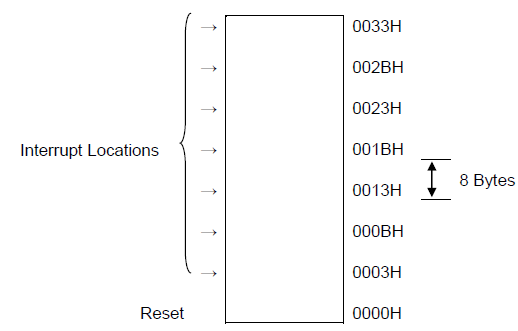 0033H
002BH
0023H
Interrupt Locations
001BH
8 Bytes
0013H
000BH
0003H
Reset
0000H